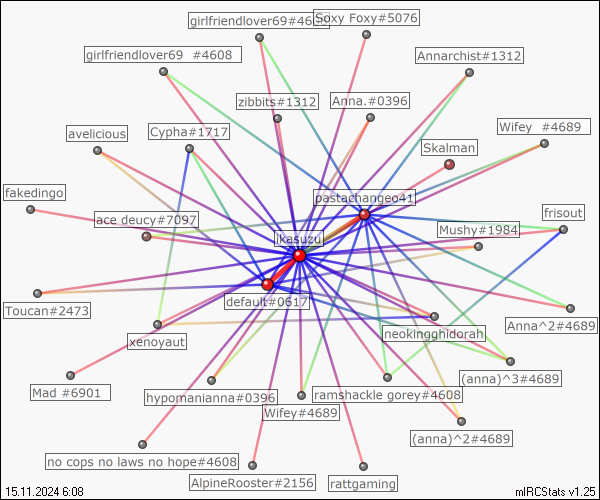 girlfriendlover69#4608
Soxy Foxy#5076
girlfriendlover69 #4608
Annarchist#1312
zibbits#1312
Anna.#0396
avelicious
Cypha#1717
Wifey #4689
Skalman
fakedingo
pastachangeo41
ace deucy#7097
frisout
Mushy#1984
ikasuzu
Toucan#2473
default#0617
Anna^2#4689
xenoyaut
neokingghidorah
Mad #6901
hypomanianna#0396
ramshackle gorey#4608
(anna)^3#4689
Wifey#4689
(anna)^2#4689
no cops no laws no hope#4608
AlpineRooster#2156
rattgaming
15.11.2024 6:08
mIRCStats v1.25